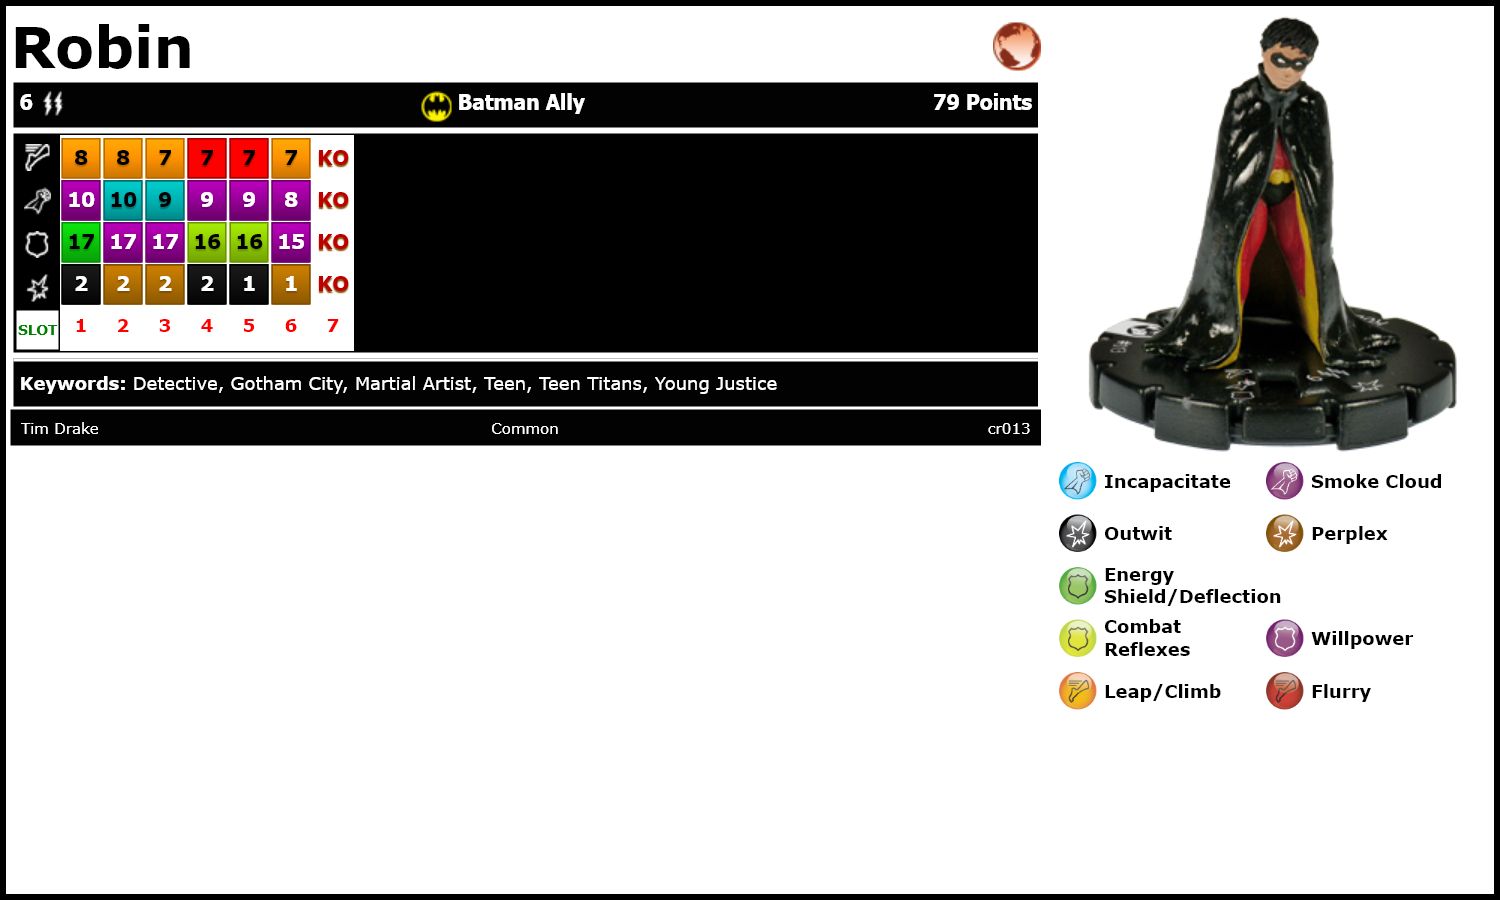 Robin
6 Batman Ally 79 Points
8 8 7 7 7 7 KO
10 10 9 9 9 8 KO
17 17 17 16 16 15 KO
2 2 2 2 1 1 KO
SLOT 1 2 3 4 5 6 7
Keywords: Detective, Gotham City, Martial Artist, Teen, Teen Titans, Young Justice
Tim Drake Common cr013
Incapacitate Smoke Cloud
Outwit Perplex
Energy
Shield/Deflection
Combat
Reflexes
Willpower
Leap/Climb Flurry